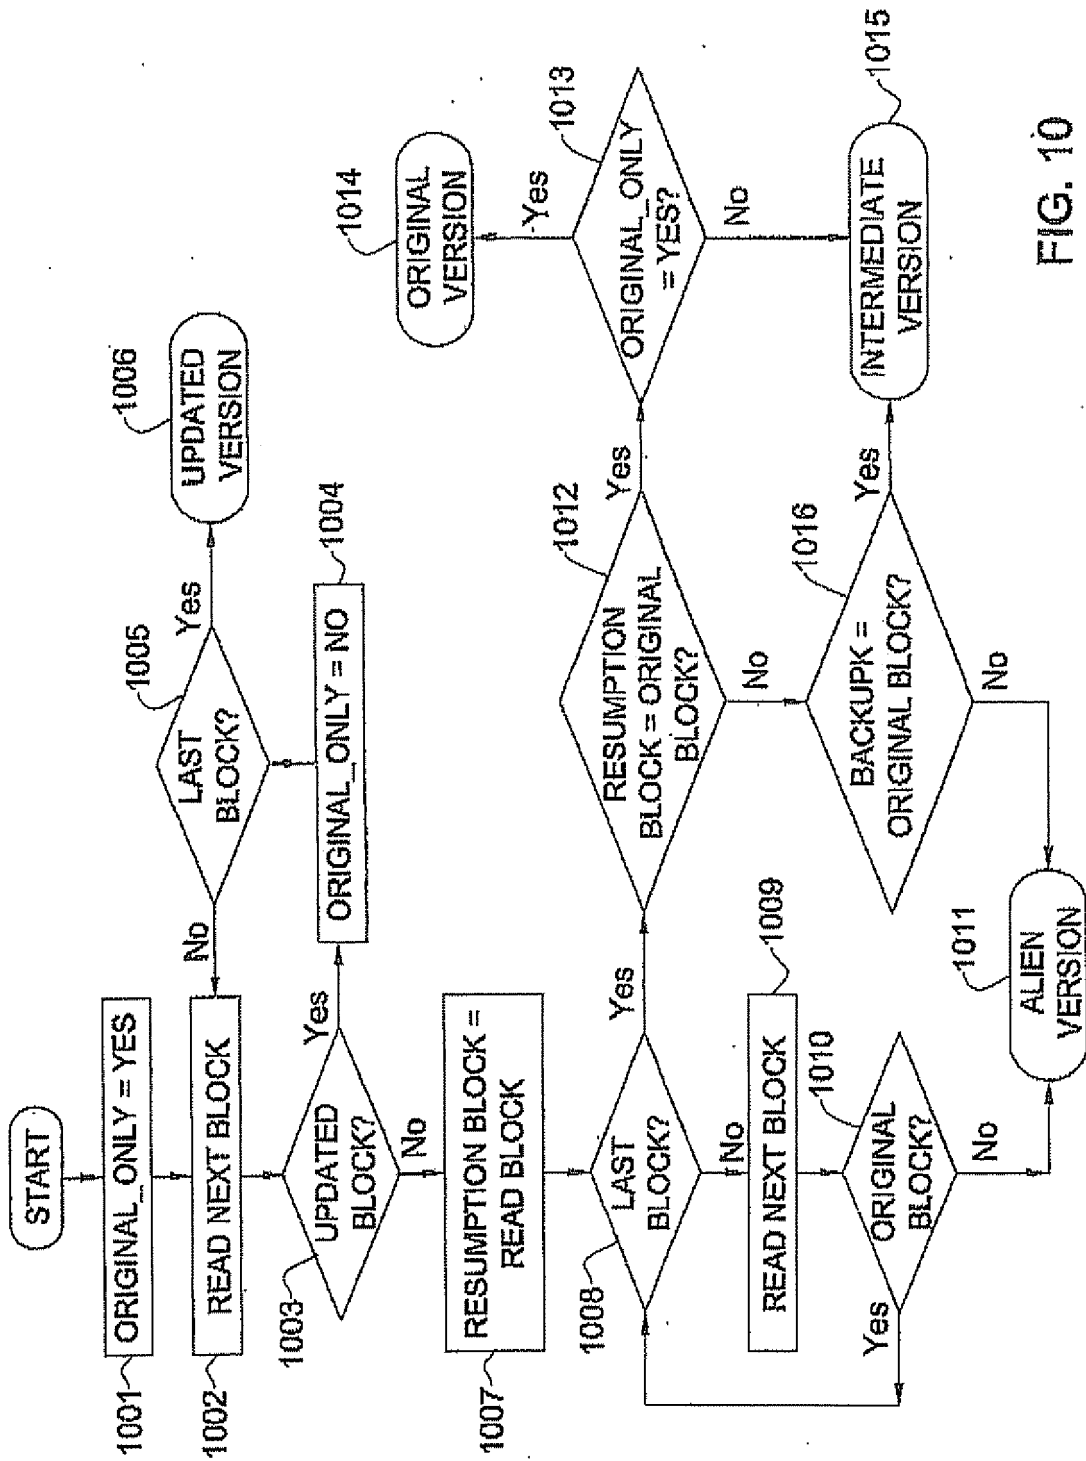 START
1001
ORIGINAL_ONLY = YES
1002
READ NEXT BLOCK
No
1003
UPDATED
BLOCK?
Yes
No
ORIGINAL_ONLY = NO
1004
LAST
BLOCK?
1005
Yes
UPDATED
VERSION
1006
1007
RESUMPTION BLOCK =
READ BLOCK
1008
LAST
BLOCK?
Yes
No
READ NEXT BLOCK
1009
ORIGINAL
BLOCK?
1010
Yes
No
ALIEN
VERSION
1011
RESUMPTION
BLOCK = ORIGINAL
BLOCK?
1012
Yes
No
ORIGINAL_ONLY
= YES?
1013
Yes
No
ORIGINAL
VERSION
1014
BACKUPK =
ORIGINAL BLOCK?
1016
Yes
No
INTERMEDIATE
VERSION
1015
FIG. 10